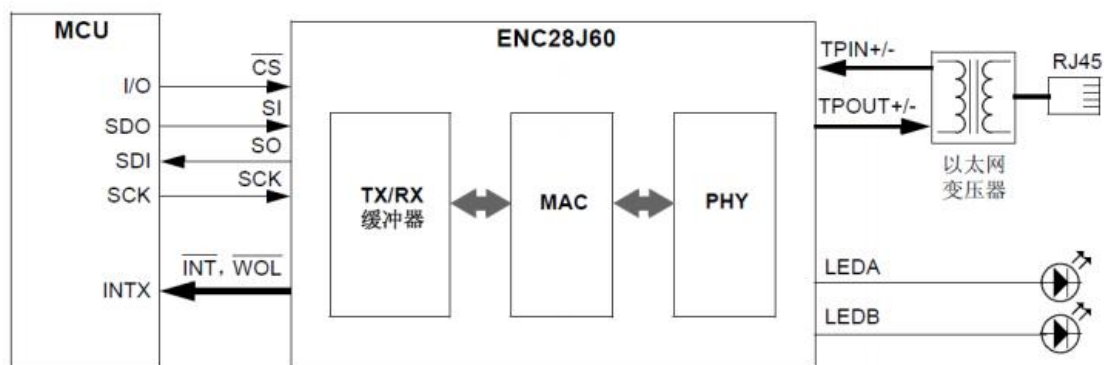 MCU
I/O
SDO
SDI
SCK
INTX
CS
SI
SO
SCK
INT, WOL
ENC28J60
TX/RX
缓冲器
MAC
PHY
TPIN+/-
TPOUT+/-
RJ45
以太网
变压器
LEDA
LEDB